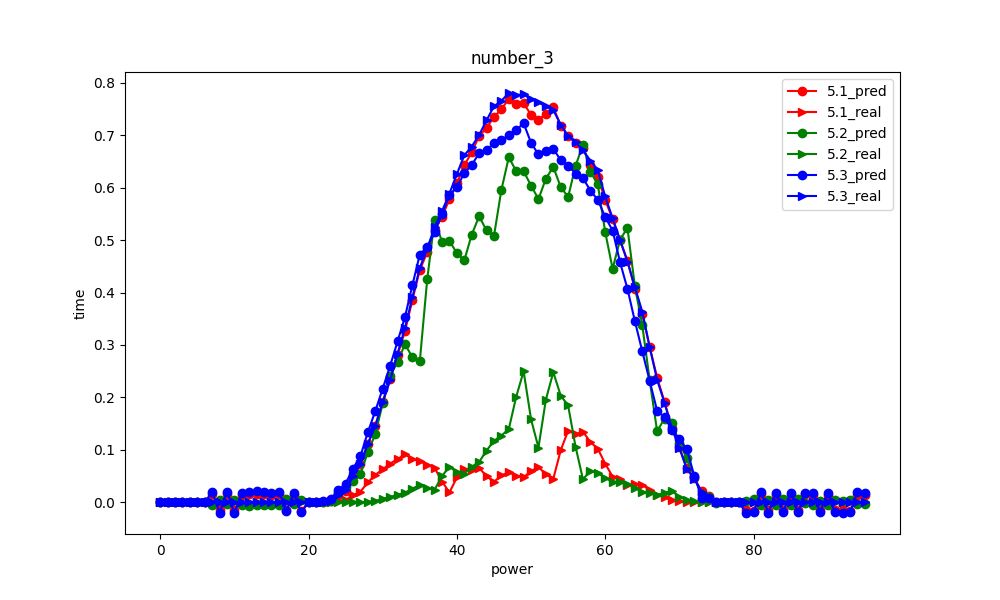 number_3
0.8
0.7
0.6
0.5
0.4
0.3
0.2
0.1
0.0
time
0 20 40 60 80
power
5.1_pred
5.1_real
5.2_pred
5.2_real
5.3_pred
5.3_real